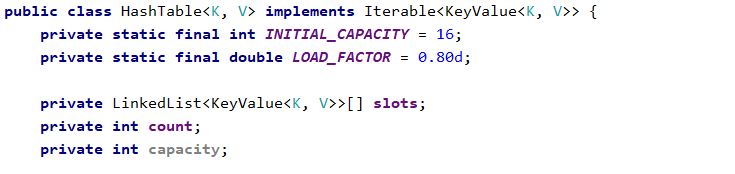 public class HashTable<K, V> implements Iterable<KeyValue<K, V>> {
    private static final int INITIAL_CAPACITY = 16;
    private static final double LOAD_FACTOR = 0.80d;

    private LinkedList<KeyValue<K, V>>[] slots;
    private int count;
    private int capacity;